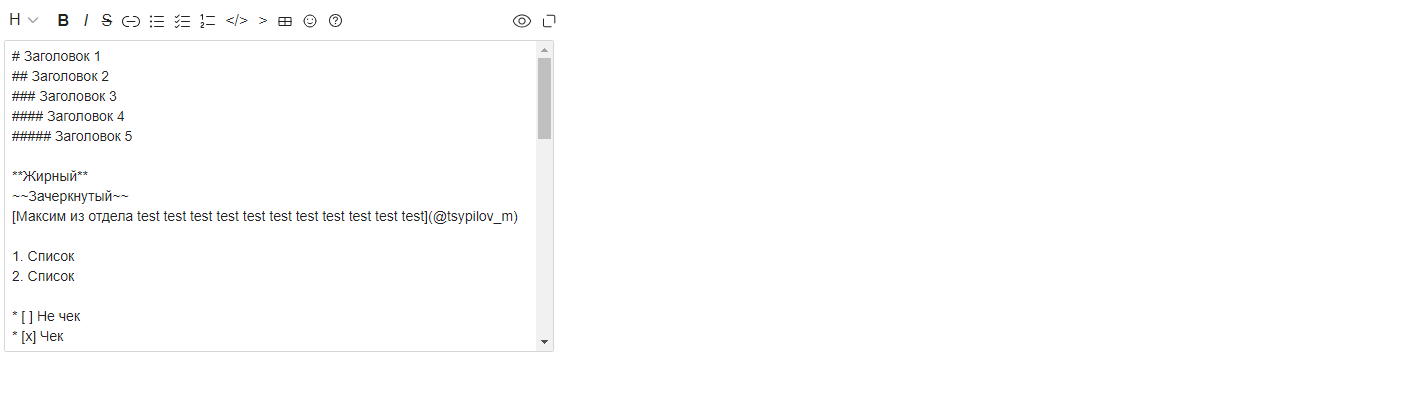 H B I S </> >
# Заголовок 1
## Заголовок 2
### Заголовок 3
#### Заголовок 4
##### Заголовок 5
**Жирный**
~~Зачеркнутый~~
[Максим из отдела test test test test test test test test test test test](@tsypilov_m)
1. Список
2. Список
* [ ] Не чек
* [x] Чек